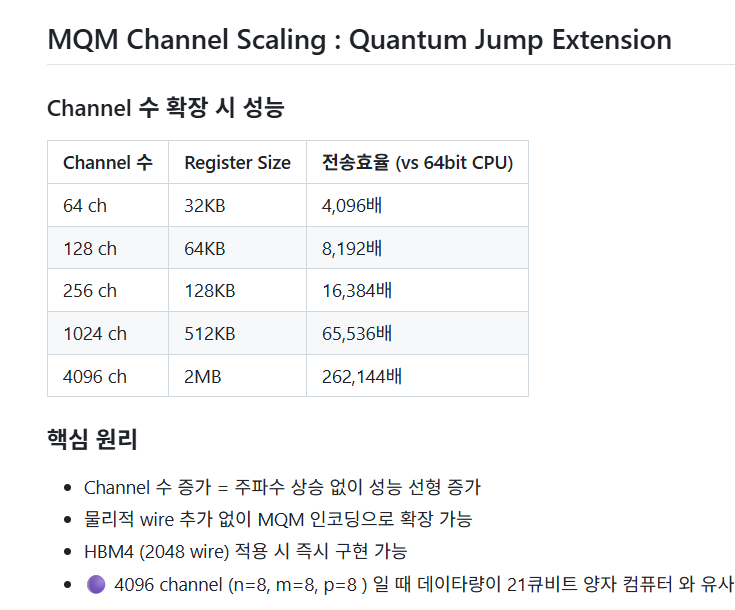 MQM Channel Scaling : Quantum Jump Extension
Channel 수 확장 시 성능
Channel 수 Register Size 전송효율 (vs 64bit CPU)
64 ch 32KB 4,096배
128 ch 64KB 8,192배
256 ch 128KB 16,384배
1024 ch 512KB 65,536배
4096 ch 2MB 262,144배
핵심 원리
Channel 수 증가 = 주파수 상승 없이 성능 선형 증가
물리적 wire 추가 없이 MQM 인코딩으로 확장 가능
HBM4 (2048 wire) 적용 시 즉시 구현 가능
4096 channel (n=8, m=8, p=8 ) 일 때 데이타량이 21큐비트 양자 컴퓨터 와 유사